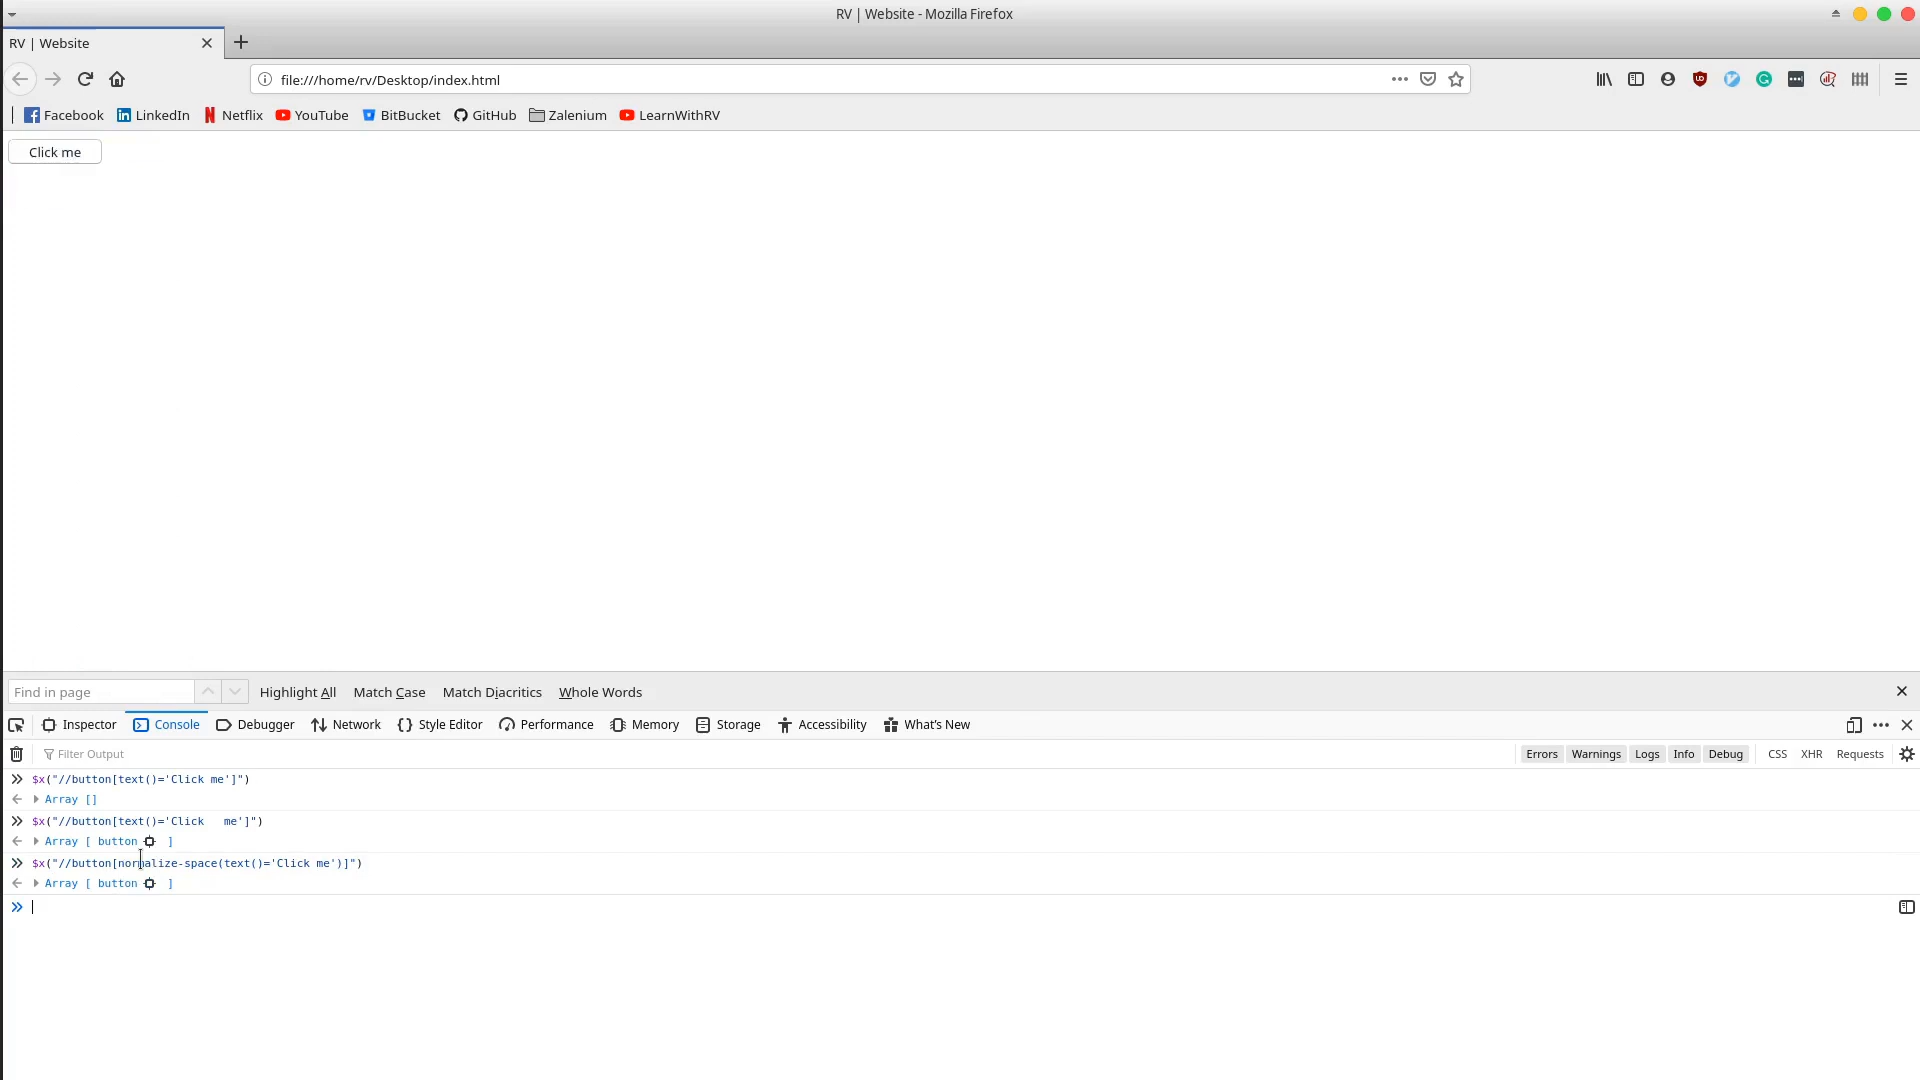 RV | Website - Mozilla Firefox
RV | Website
file:///home/rv/Desktop/index.html
Facebook LinkedIn Netflix YouTube BitBucket GitHub Zalenium LearnWithRV
Click me
Find in page Highlight All Match Case Match Diacritics Whole Words
Inspector Console Debugger Network Style Editor Performance Memory Storage Accessibility What's New
Filter Output Errors Warnings Logs Info Debug CSS XHR Requests
$x("//button[text()='Click me']")
Array []
$x("//button[text()='Click   me']")
Array [ button ]
$x("//button[normalize-space(text()='Click me')]")
Array [ button ]